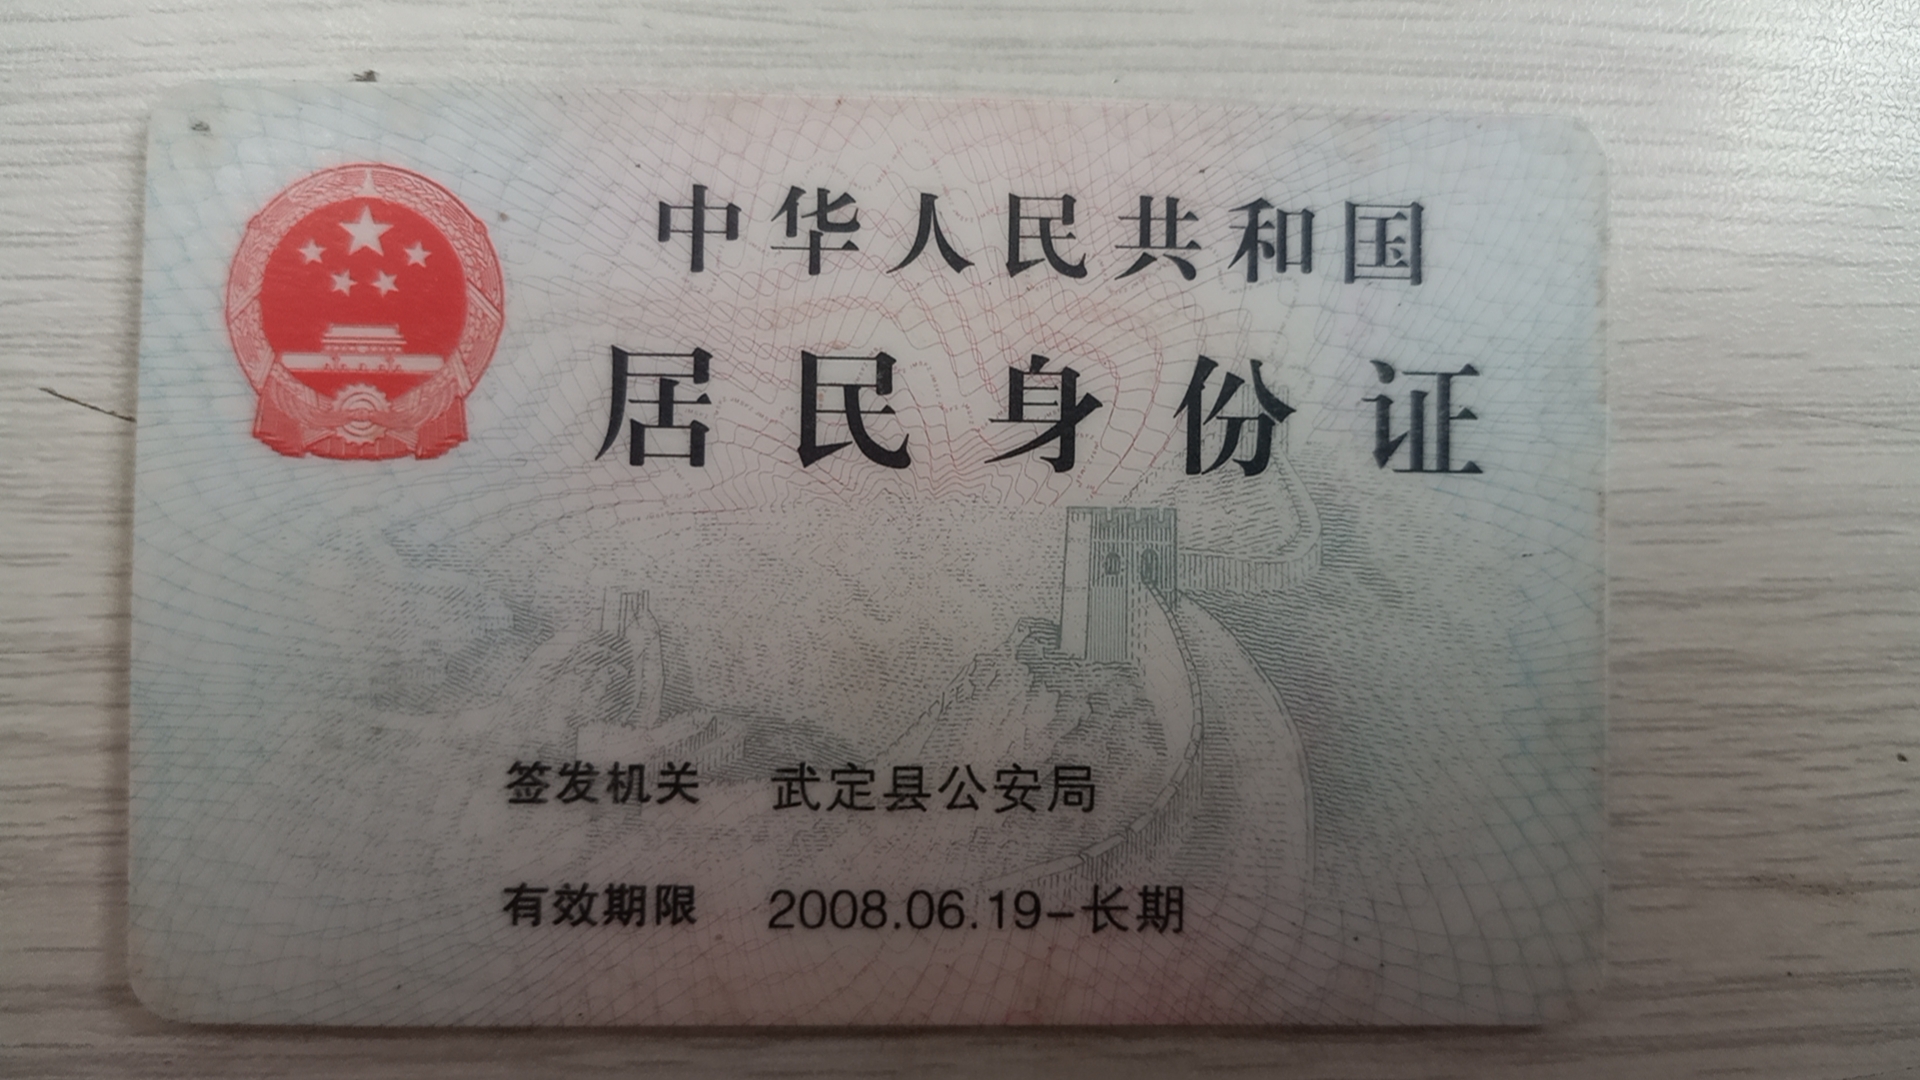 中华人民共和国
居民身份证
签发机关 武定县公安局
有效期限 2008.06.19-长期